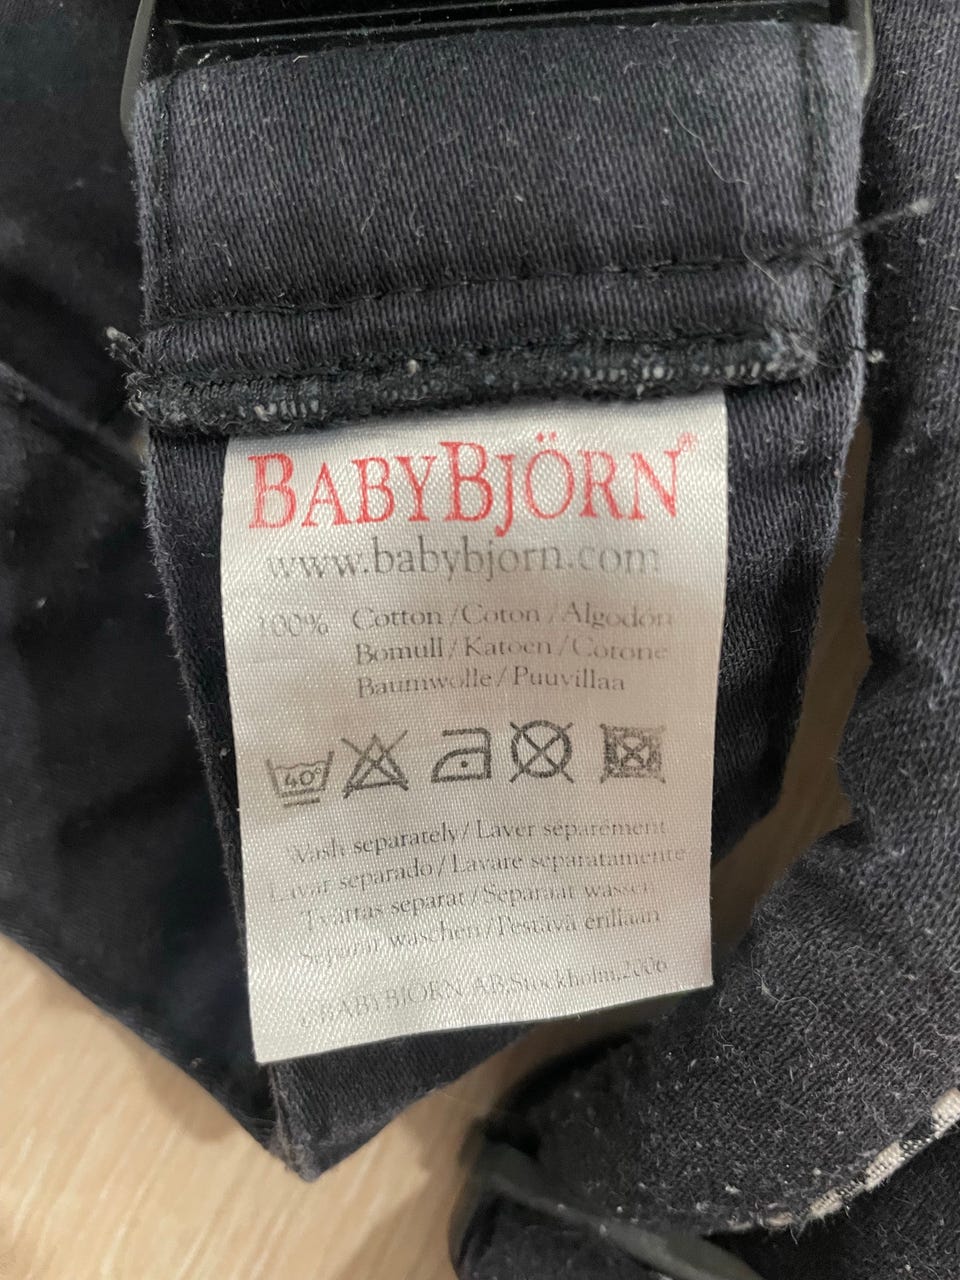 BABYBJÖRN®
www.babybjorn.com
100% Cotton/Coton/Algodón
Bomull/Katoen/Cotone
Baumwolle/Puuvillaa
40°
Wash separately/Laver séparément
Lavar separado/Lavare separatamente
Tvättas separat/Separaat wassen
Separat waschen/Pestävä erillään
©BABYBJÖRN AB,Stockholm,2006